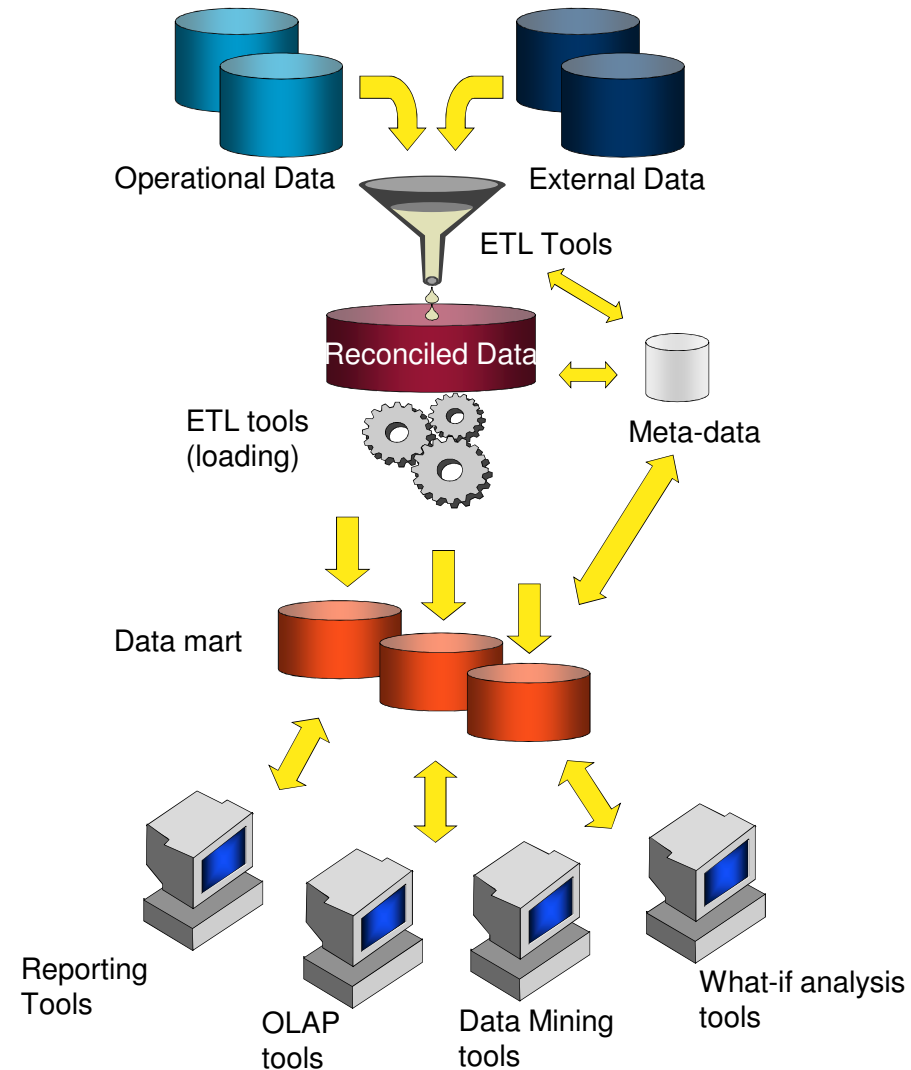 Operational Data
External Data
ETL Tools
Reconciled Data
ETL tools
(loading)
Meta-data
Data mart
Reporting
Tools
OLAP
tools
Data Mining
tools
What-if analysis
tools